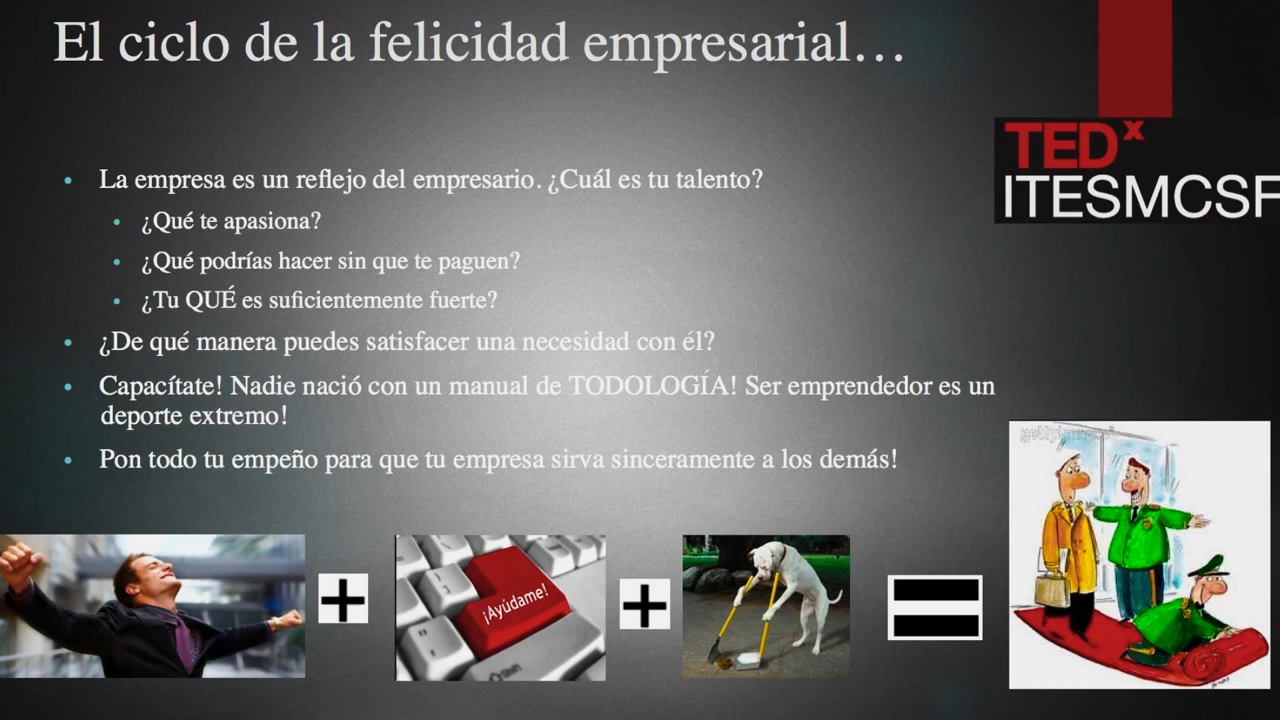 El ciclo de la felicidad empresarial…
TEDx
ITESMCSF
La empresa es un reflejo del empresario. ¿Cuál es tu talento?
¿Qué te apasiona?
¿Qué podrías hacer sin que te paguen?
¿Tu QUÉ es suficientemente fuerte?
¿De qué manera puedes satisfacer una necesidad con él?
Capacítate! Nadie nació con un manual de TODOLOGÍA! Ser emprendedor es un
deporte extremo!
Pon todo tu empeño para que tu empresa sirva sinceramente a los demás!
¡Ayúdame!